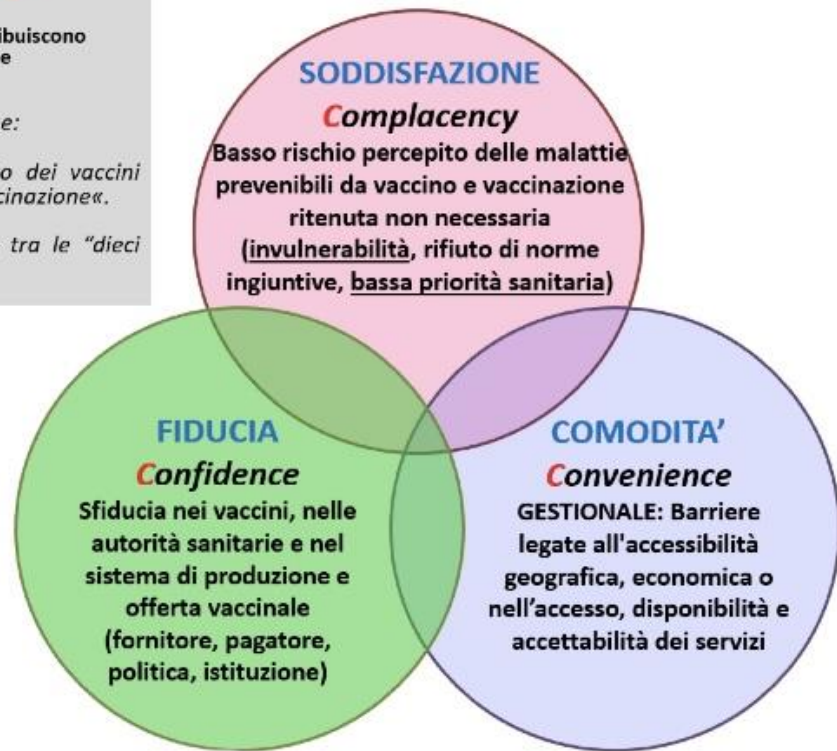 ibuiscono
e
e:
o dei vaccini
cinazione«.
tra le “dieci
SODDISFAZIONE
Complacency
Basso rischio percepito delle malattie
prevenibili da vaccino e vaccinazione
ritenuta non necessaria
(invulnerabilità, rifiuto di norme
ingiuntive, bassa priorità sanitaria)
FIDUCIA
Confidence
Sfiducia nei vaccini, nelle
autorità sanitarie e nel
sistema di produzione e
offerta vaccinale
(fornitore, pagatore,
politica, istituzione)
COMODITA’
Convenience
GESTIONALE: Barriere
legate all'accessibilità
geografica, economica o
nell’accesso, disponibilità e
accettabilità dei servizi